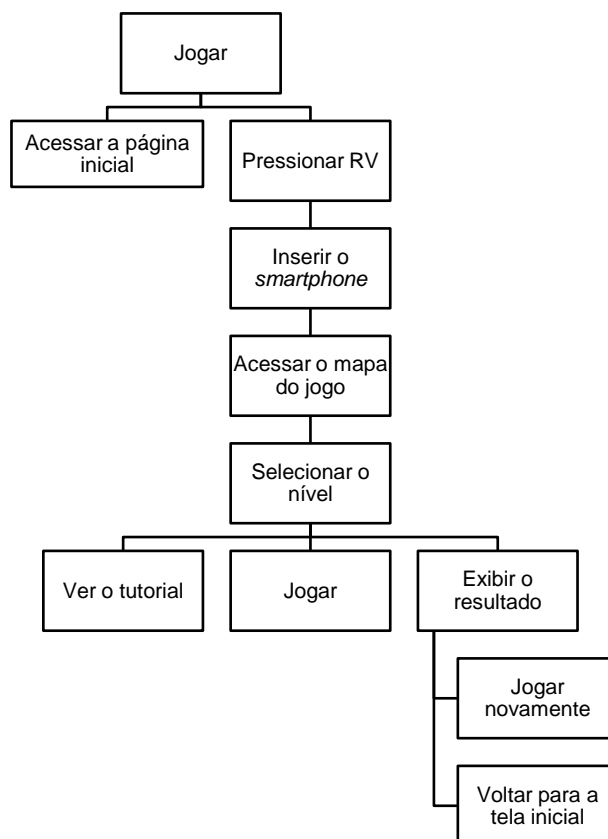 Jogar
Acessar a página
inicial
Pressionar RV
Inserir o
smartphone
Acessar o mapa
do jogo
Selecionar o
nível
Ver o tutorial
Jogar
Exibir o
resultado
Jogar
novamente
Voltar para a
tela inicial